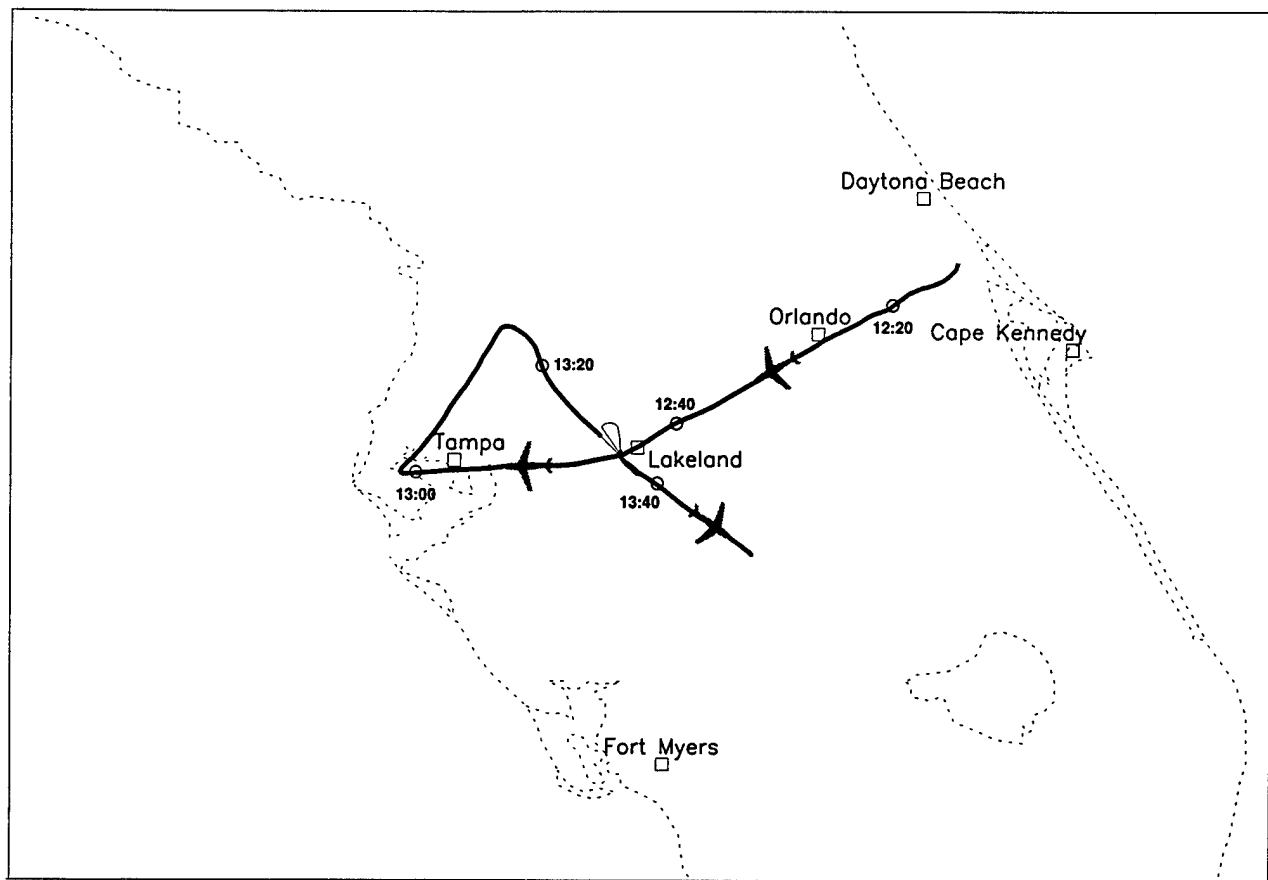 Daytona Beach
Orlando
12:20
Cape Kennedy
13:20
12:40
Tampa
Lakeland
13:00
13:40
Fort Myers